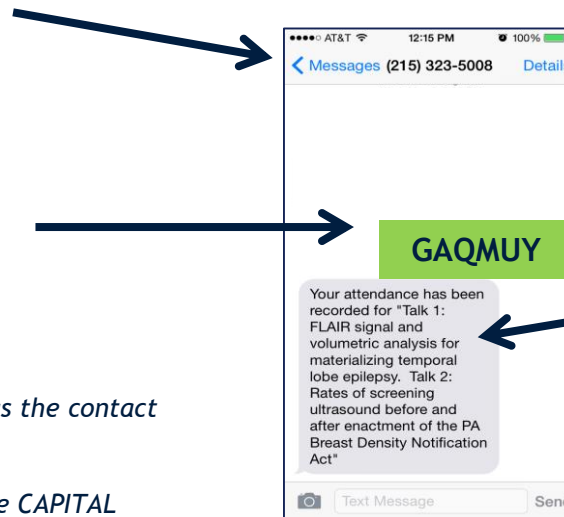 AT&T 12:15 PM 100%
Messages (215) 323-5008 Detail
GAQMUY
Your attendance has been
recorded for "Talk 1:
FLAIR signal and
volumetric analysis for
materializing temporal
lobe epilepsy. Talk 2:
Rates of screening
ultrasound before and
after enactment of the PA
Breast Density Notification
Act"
s the contact
e CAPITAL
Text Message Send